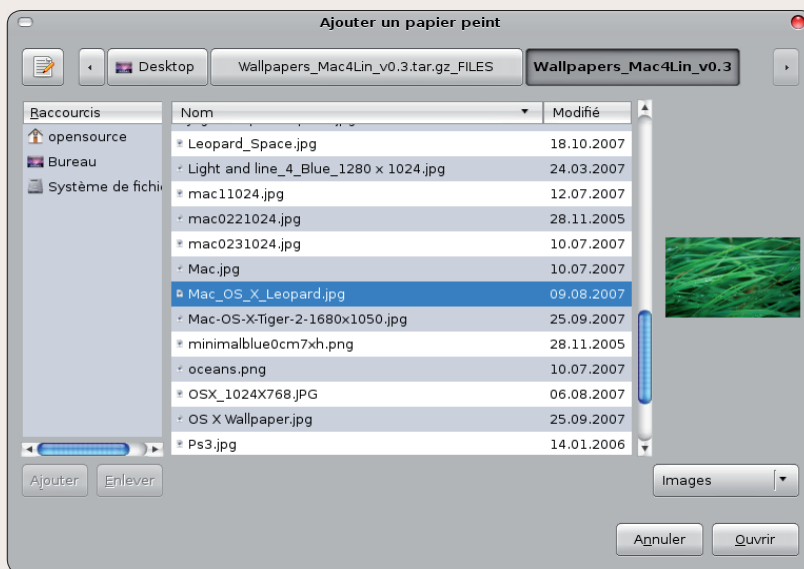 Ajouter un papier peint
Desktop Wallpapers_Mac4Lin_v0.3.tar.gz_FILES Wallpapers_Mac4Lin_v0.3
Raccourcis
opensource
Bureau
Système de fichi
Nom Modifié
Leopard_Space.jpg 18.10.2007
Light and line_4_Blue_1280 x 1024.jpg 24.03.2007
mac11024.jpg 12.07.2007
mac0221024.jpg 28.11.2005
mac0231024.jpg 10.07.2007
Mac.jpg 10.07.2007
Mac_OS_X_Leopard.jpg 09.08.2007
Mac-OS-X-Tiger-2-1680x1050.jpg 25.09.2007
minimalblue0cm7xh.png 28.11.2005
oceans.png 10.07.2007
OSX_1024X768.JPG 06.08.2007
OS X Wallpaper.jpg 25.09.2007
Ps3.jpg 14.01.2006
Ajouter Enlever
Images
Annuler Ouvrir